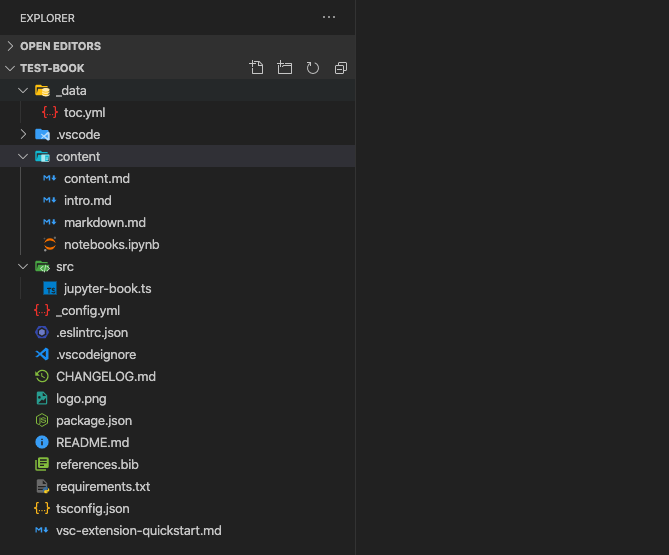 EXPLORER
OPEN EDITORS
TEST-BOOK
_data
toc.yml
.vscode
content
content.md
intro.md
markdown.md
notebooks.ipynb
src
jupyter-book.ts
_config.yml
.eslintrc.json
.vscodeignore
CHANGELOG.md
logo.png
package.json
README.md
references.bib
requirements.txt
tsconfig.json
vsc-extension-quickstart.md